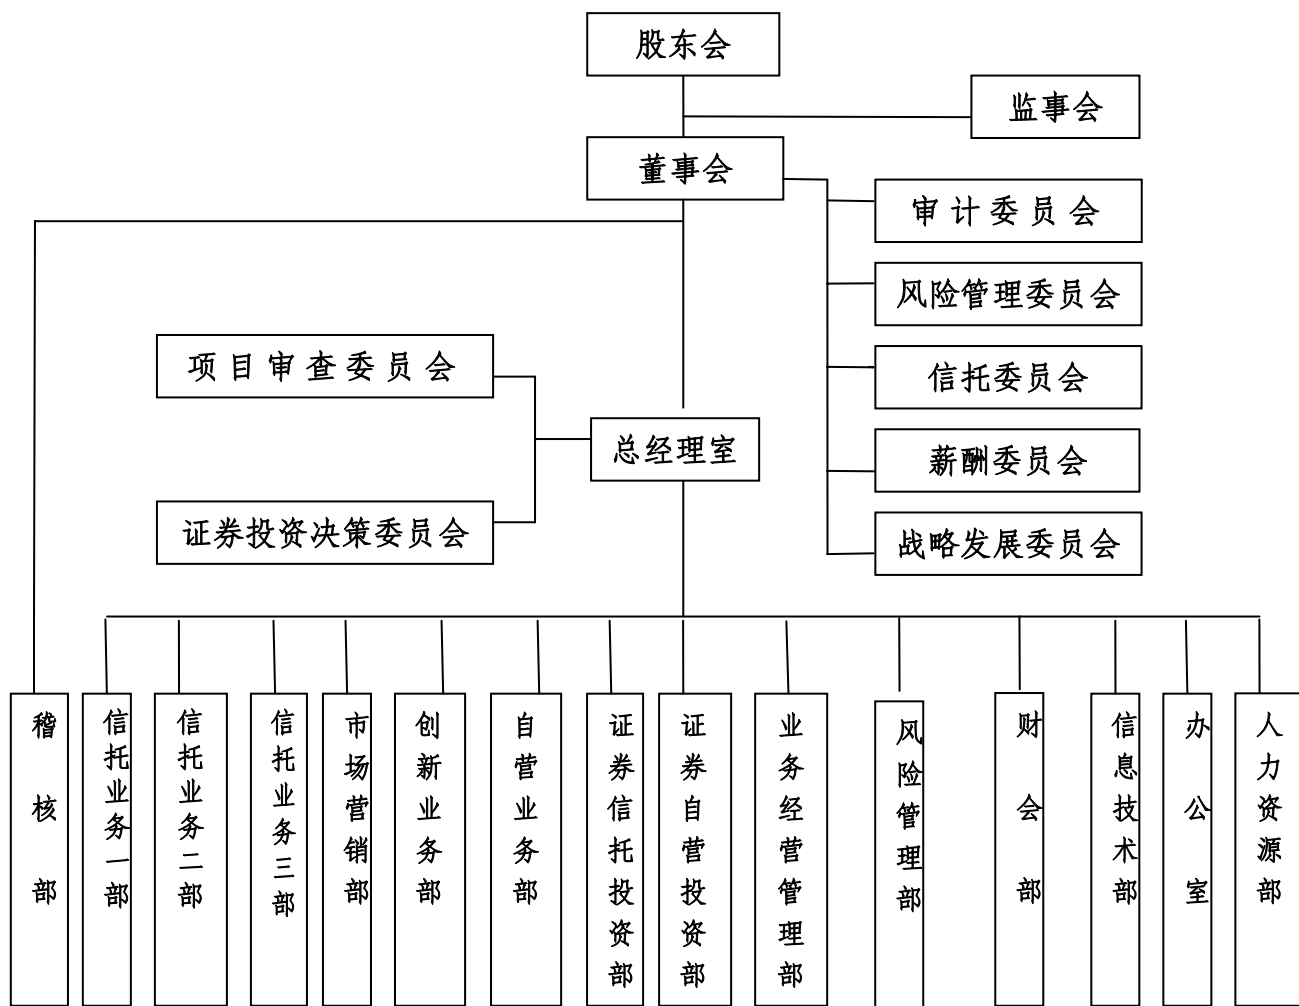 股东会
监事会
董事会
审计委员会
风险管理委员会
项目审查委员会
信托委员会
总经理室
薪酬委员会
证券投资决策委员会
战略发展委员会
稽核部
信托业务一部
信托业务二部
信托业务三部
市场营销部
创新业务部
自营业务部
证券信托投资部
证券自营投资部
业务经营管理部
风险管理部
财会部
信息技术部
办公室
人力资源部